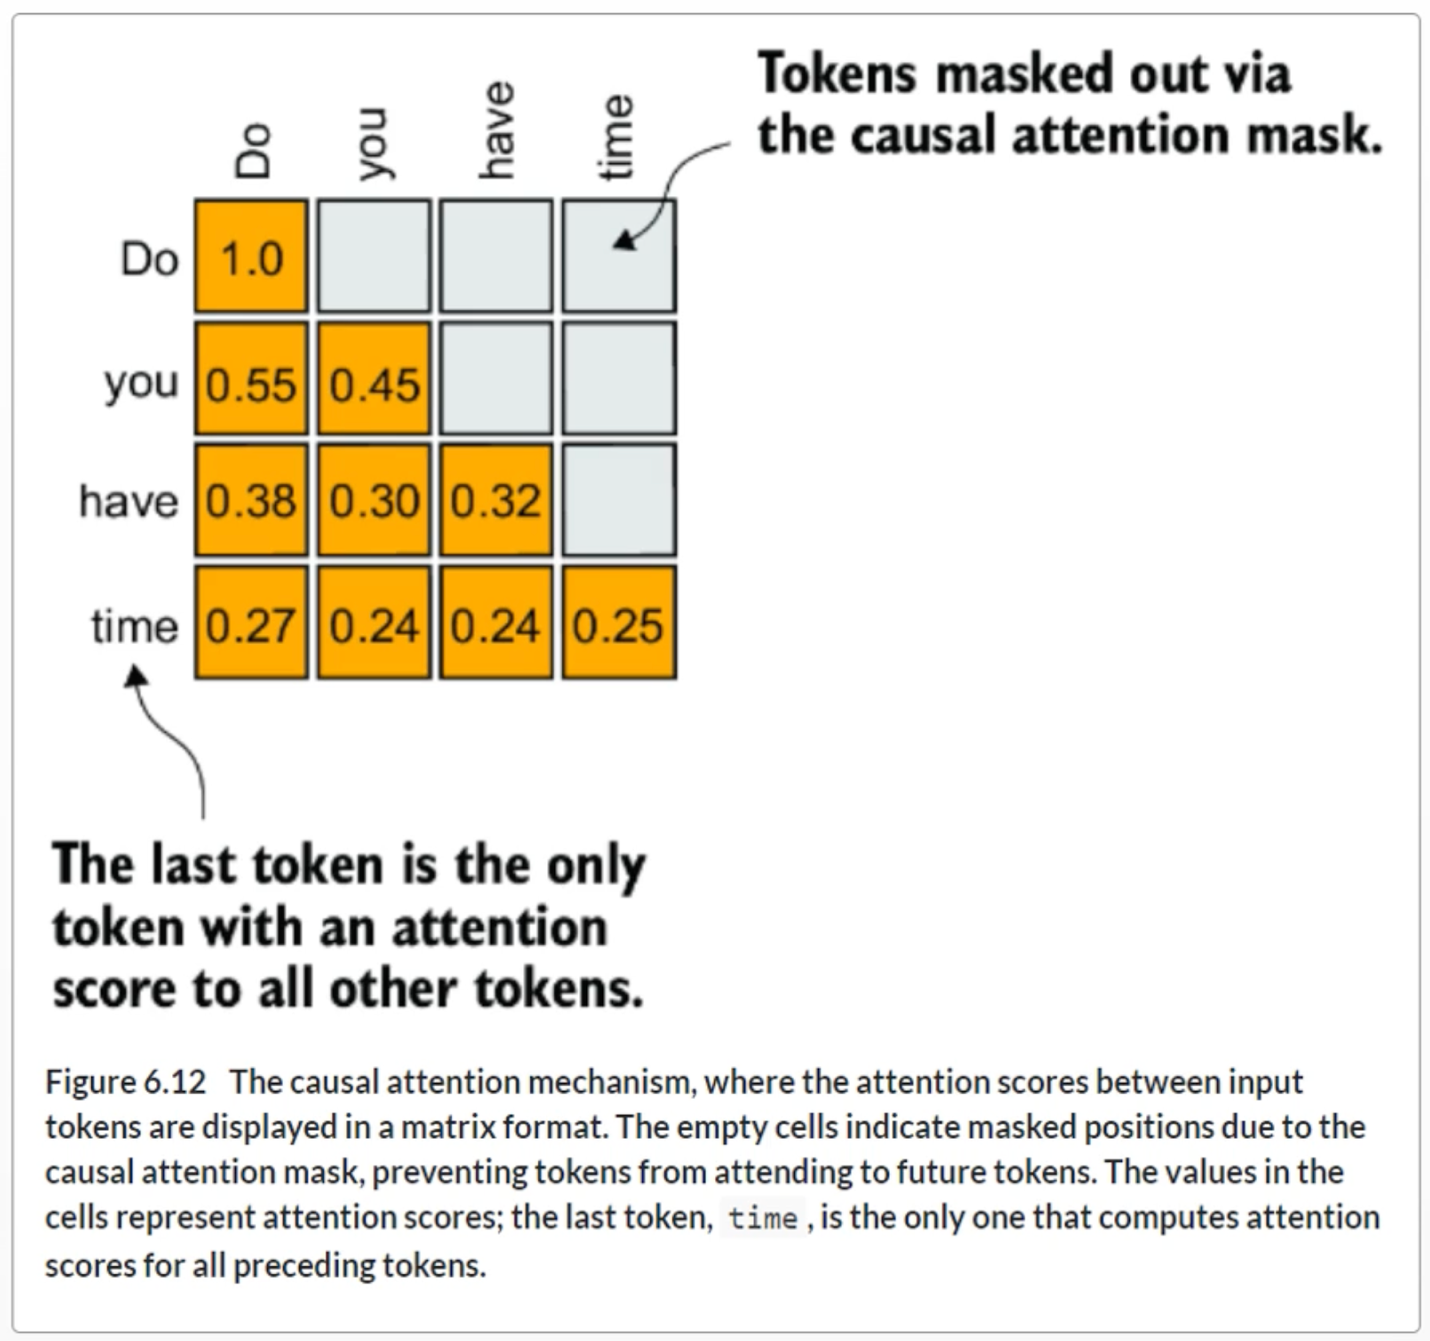 Tokens masked out via
the causal attention mask.
Do you have time
Do 1.0
you 0.55 0.45
have 0.38 0.30 0.32
time 0.27 0.24 0.24 0.25
The last token is the only
token with an attention
score to all other tokens.
Figure 6.12 The causal attention mechanism, where the attention scores between input
tokens are displayed in a matrix format. The empty cells indicate masked positions due to the
causal attention mask, preventing tokens from attending to future tokens. The values in the
cells represent attention scores; the last token, time , is the only one that computes attention
scores for all preceding tokens.